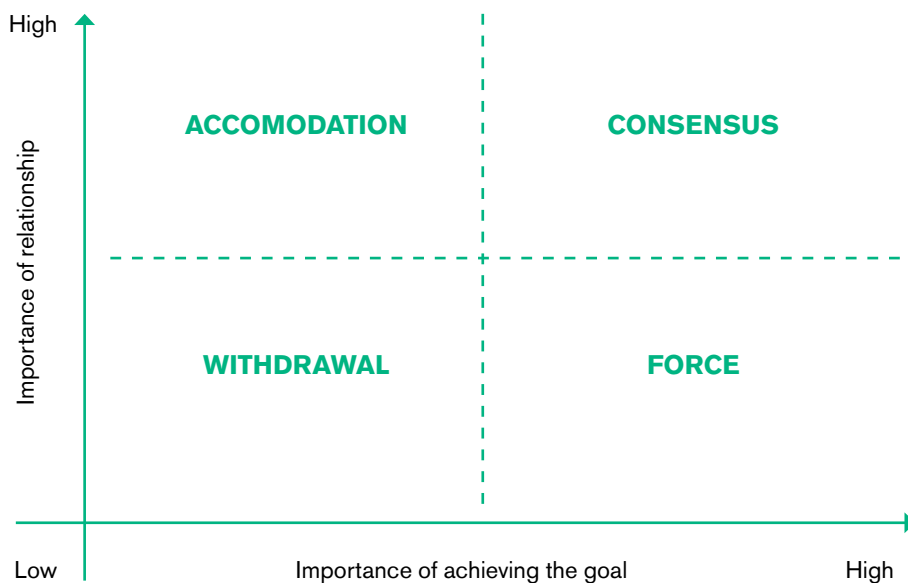 High
ACCOMODATION
CONSENSUS
Importance of relationship
WITHDRAWAL
FORCE
Low
Importance of achieving the goal
High